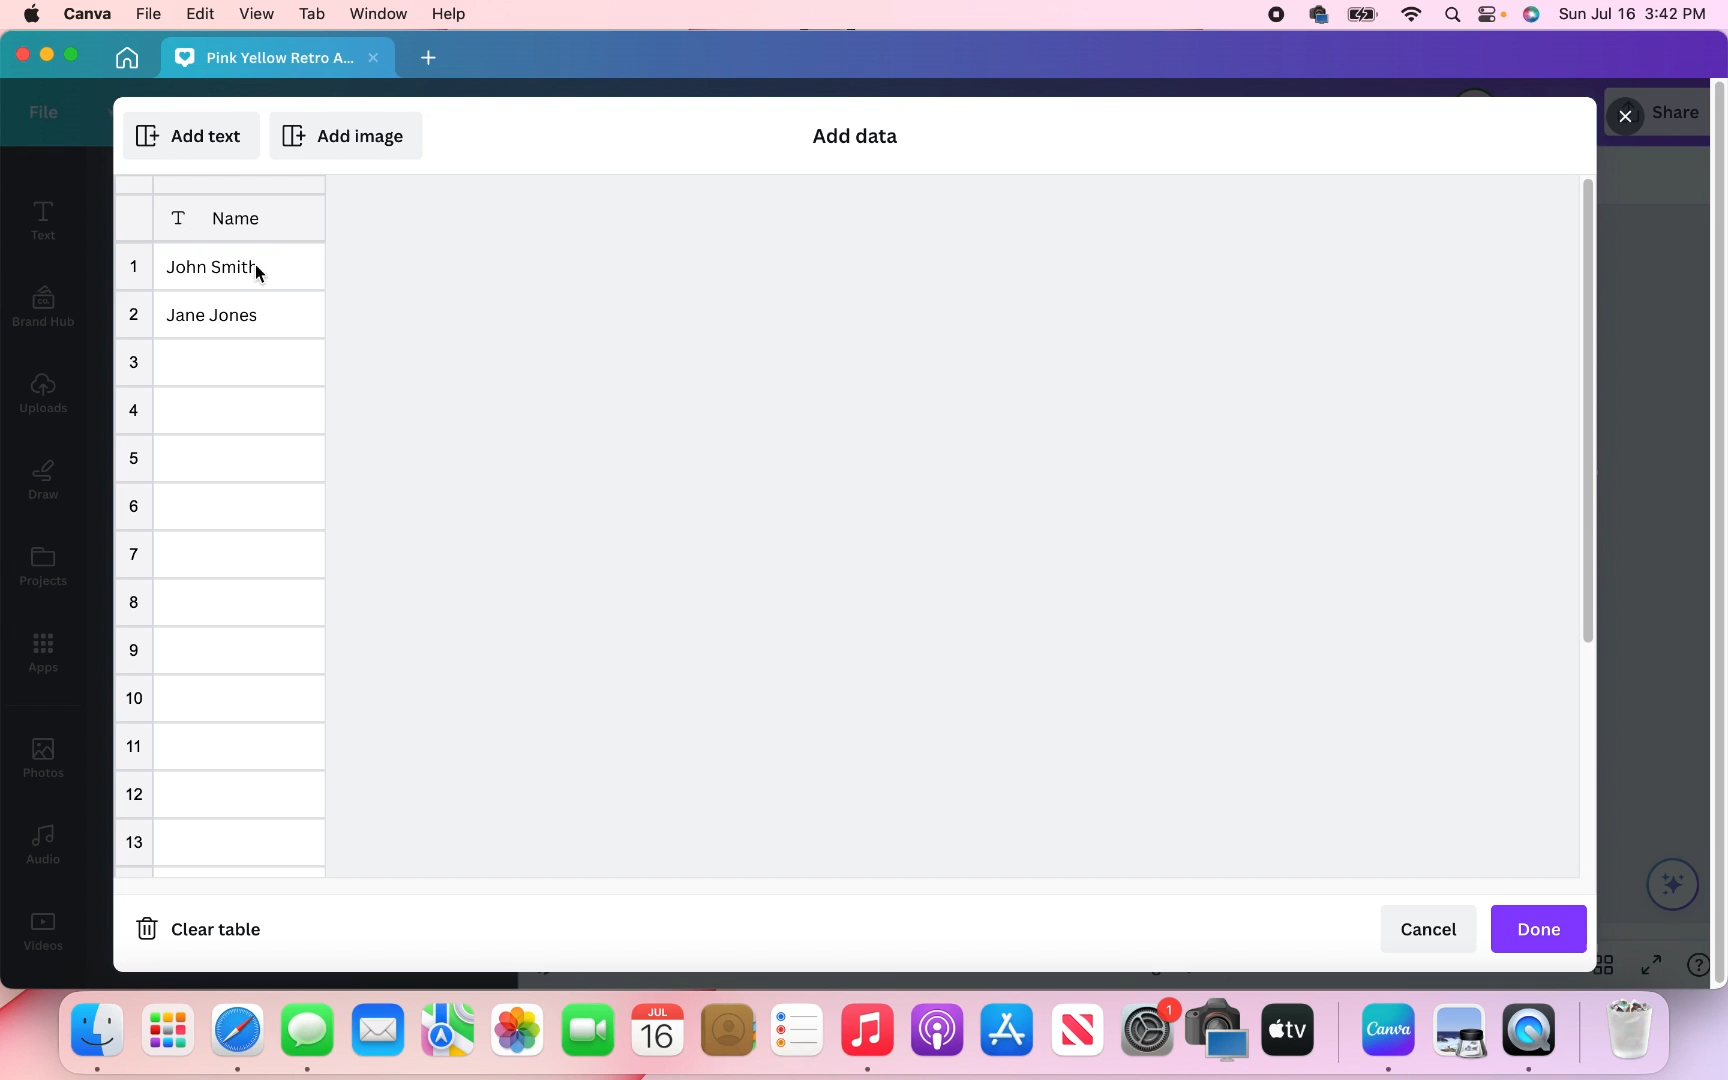 Canva File Edit View Tab Window Help Sun Jul 16 3:42 PM
Pink Yellow Retro A...
File Share
Add text Add image Add data
T Name
1 John Smith
2 Jane Jones
3
4
5
6
7
8
9
10
11
12
13
Text
CO.
Brand Hub
Uploads
Draw
Projects
Apps
Photos
Audio
Videos
Clear table Cancel Done
?
JUL
16
1
tv
Canva